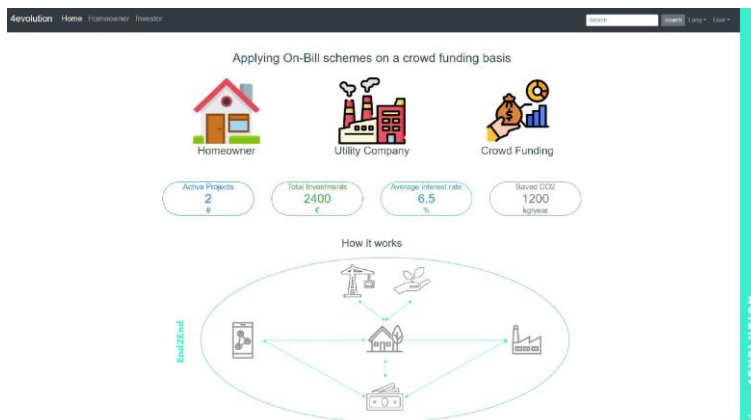 4evolution Home Homeowner Investor Search Search Lang User
Applying On-Bill schemes on a crowd funding basis
Homeowner Utility Company Crowd Funding
Active Projects Total Investments Average interest rate Saved CO2
2 2400 6.5 1200
# € % kg/year
How it works
End2End